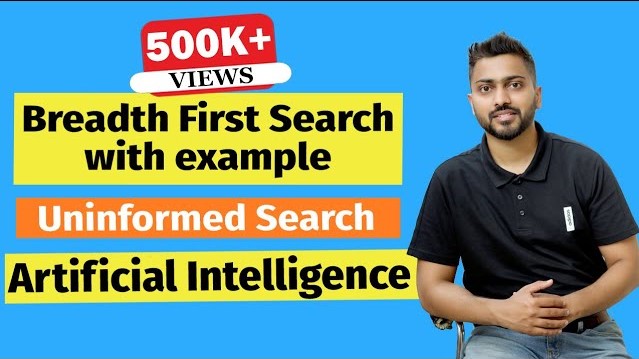 500K+
VIEWS
Breadth First Search
with example
Uninformed Search
Artificial Intelligence